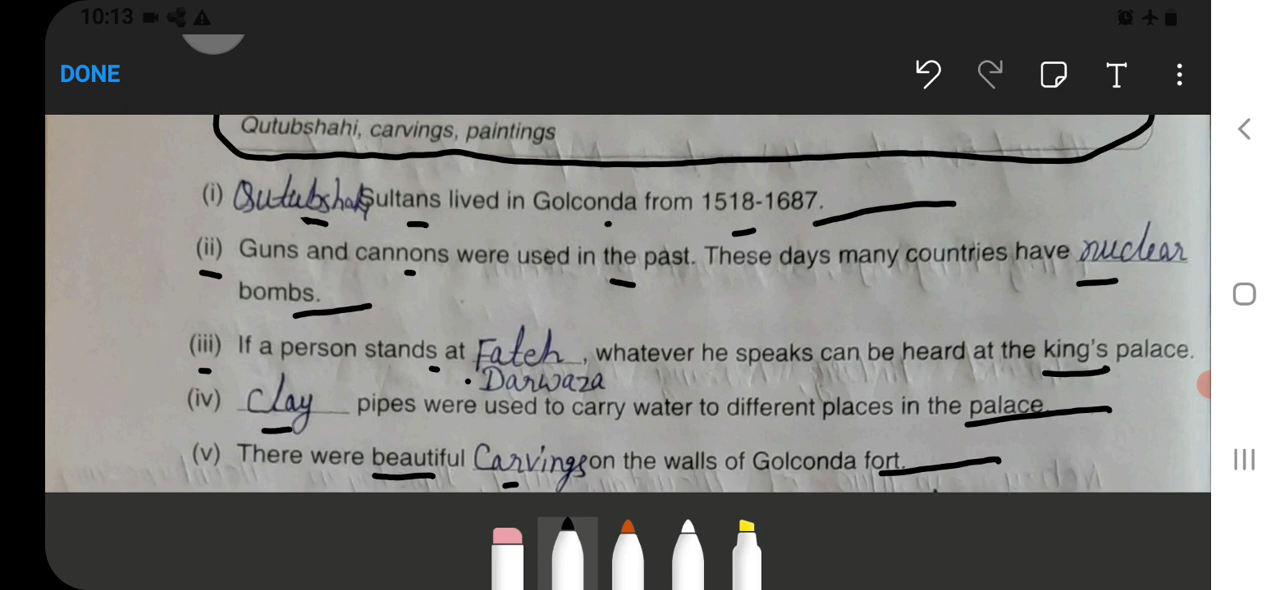 10:13
DONE
T
Qutubshahi, carvings, paintings
(i) Qutubshahi Sultans lived in Golconda from 1518-1687.
(ii) Guns and cannons were used in the past. These days many countries have nuclear
bombs.
(iii) If a person stands at Fateh, whatever he speaks can be heard at the king's palace.
Darwaza
(iv) clay pipes were used to carry water to different places in the palace.
(v) There were beautiful Carvings on the walls of Golconda fort.